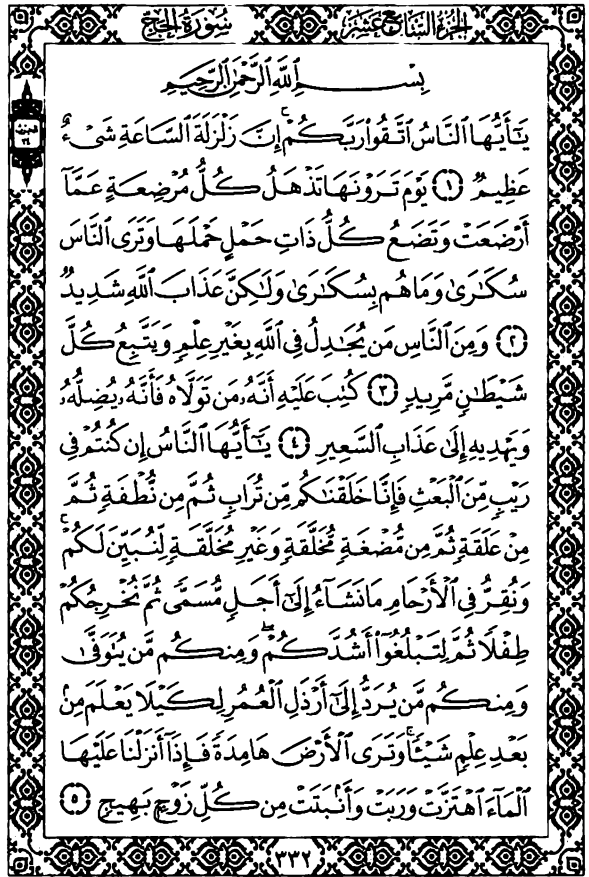 الجزء السابع عشر
سورة الحج
بِسْمِ ٱللَّهِ ٱلرَّحْمَٰنِ ٱلرَّحِيمِ
يَٰٓأَيُّهَا ٱلنَّاسُ ٱتَّقُوا۟ رَبَّكُمْ ۚ إِنَّ زَلْزَلَةَ ٱلسَّاعَةِ شَىْءٌ
عَظِيمٌ ١ يَوْمَ تَرَوْنَهَا تَذْهَلُ كُلُّ مُرْضِعَةٍ عَمَّآ
أَرْضَعَتْ وَتَضَعُ كُلُّ ذَاتِ حَمْلٍ حَمْلَهَا وَتَرَى ٱلنَّاسَ
سُكَٰرَىٰ وَمَا هُم بِسُكَٰرَىٰ وَلَٰكِنَّ عَذَابَ ٱللَّهِ شَدِيدٌ
٢ وَمِنَ ٱلنَّاسِ مَن يُجَٰدِلُ فِى ٱللَّهِ بِغَيْرِ عِلْمٍ وَيَتَّبِعُ كُلَّ
شَيْطَٰنٍ مَّرِيدٍ ٣ كُتِبَ عَلَيْهِ أَنَّهُۥ مَن تَوَلَّاهُ فَأَنَّهُۥ يُضِلُّهُۥ
وَيَهْدِيهِ إِلَىٰ عَذَابِ ٱلسَّعِيرِ ٤ يَٰٓأَيُّهَا ٱلنَّاسُ إِن كُنتُمْ فِى
رَيْبٍ مِّنَ ٱلْبَعْثِ فَإِنَّا خَلَقْنَٰكُم مِّن تُرَابٍ ثُمَّ مِن نُّطْفَةٍ ثُمَّ
مِنْ عَلَقَةٍ ثُمَّ مِن مُّضْغَةٍ مُّخَلَّقَةٍ وَغَيْرِ مُخَلَّقَةٍ لِّنُبَيِّنَ لَكُمْ ۚ
وَنُقِرُّ فِى ٱلْأَرْحَامِ مَا نَشَآءُ إِلَىٰٓ أَجَلٍ مُّسَمًّى ثُمَّ نُخْرِجُكُمْ
طِفْلًا ثُمَّ لِتَبْلُغُوٓا۟ أَشُدَّكُمْ ۖ وَمِنكُم مَّن يُتَوَفَّىٰ
وَمِنكُم مَّن يُرَدُّ إِلَىٰٓ أَرْذَلِ ٱلْعُمُرِ لِكَيْلَا يَعْلَمَ مِنۢ
بَعْدِ عِلْمٍ شَيْـًٔا ۚ وَتَرَى ٱلْأَرْضَ هَامِدَةً فَإِذَآ أَنزَلْنَا عَلَيْهَا
ٱلْمَآءَ ٱهْتَزَّتْ وَرَبَتْ وَأَنۢبَتَتْ مِن كُلِّ زَوْجٍۭ بَهِيجٍ ٥
٣٣٢